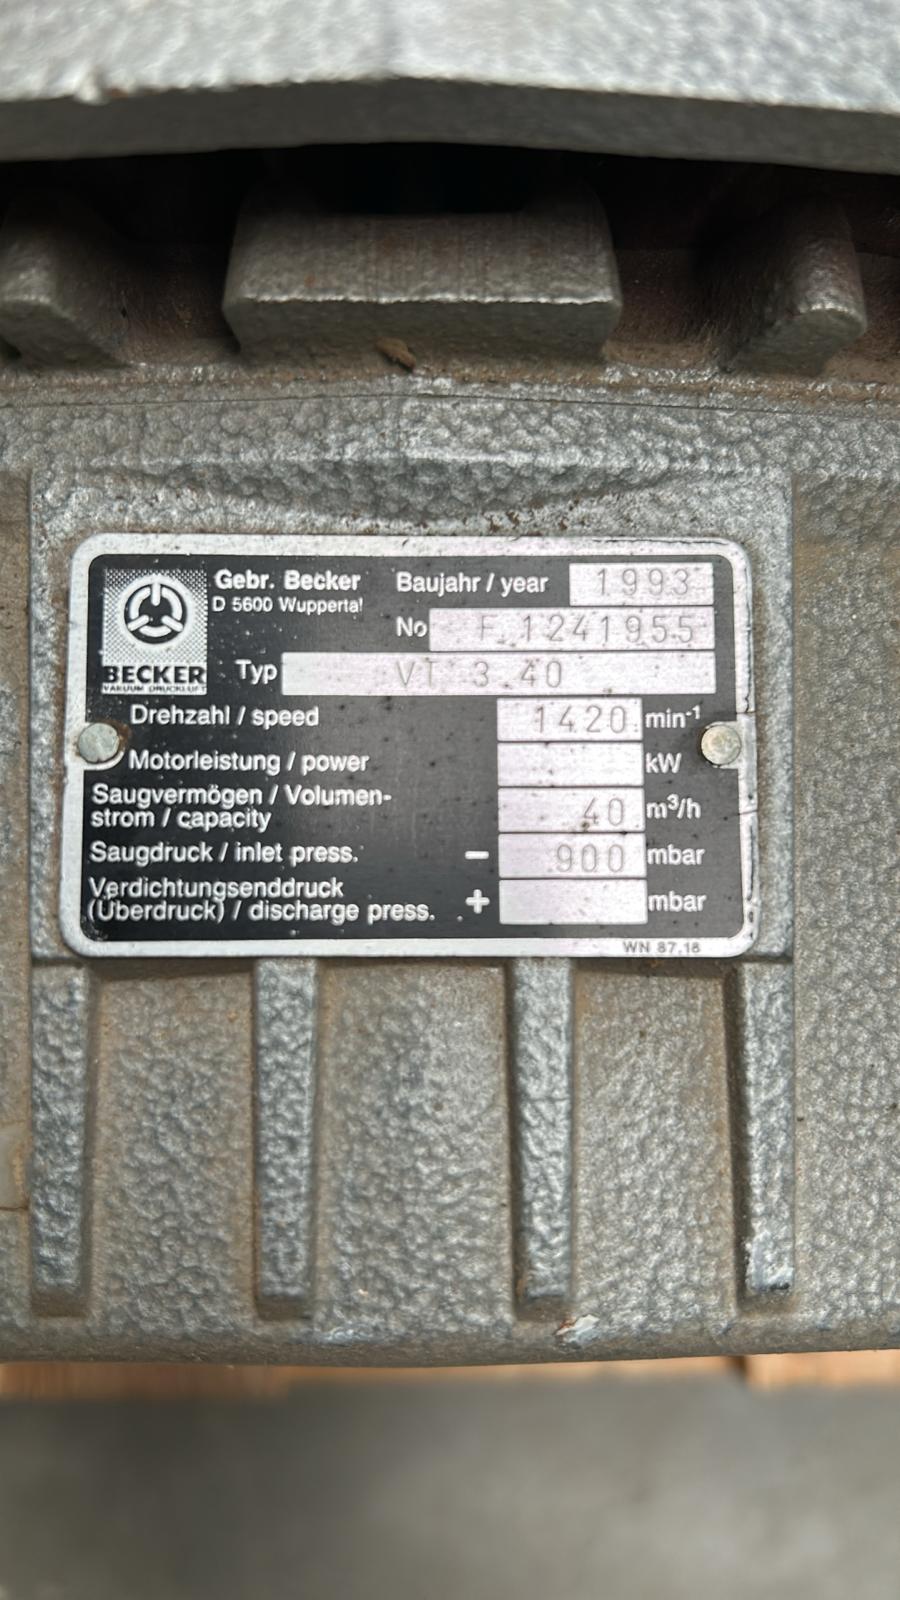 Gebr. Becker
D 5600 Wuppertal
BECKER
VAKUUM DRUCKLUFT
Baujahr / year 1993
No F 1241955
Typ VT 3.40
Drehzahl / speed 1420 min-1
Motorleistung / power kW
Saugvermögen / Volumen-
strom / capacity 40 m³/h
Saugdruck / inlet press. − 900 mbar
Verdichtungsenddruck
(Überdruck) / discharge press. + mbar
WN 87.18